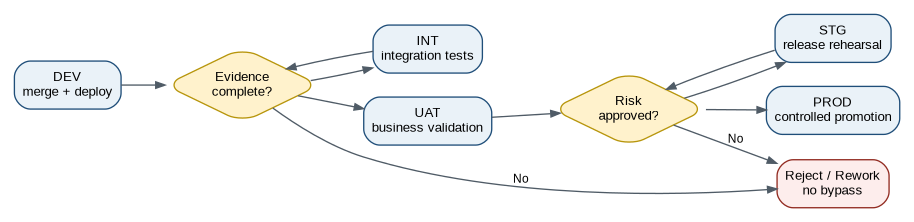 DEV
merge + deploy
Evidence
complete?
INT
integration tests
UAT
business validation
Risk
approved?
STG
release rehearsal
PROD
controlled promotion
No
Reject / Rework
no bypass
No